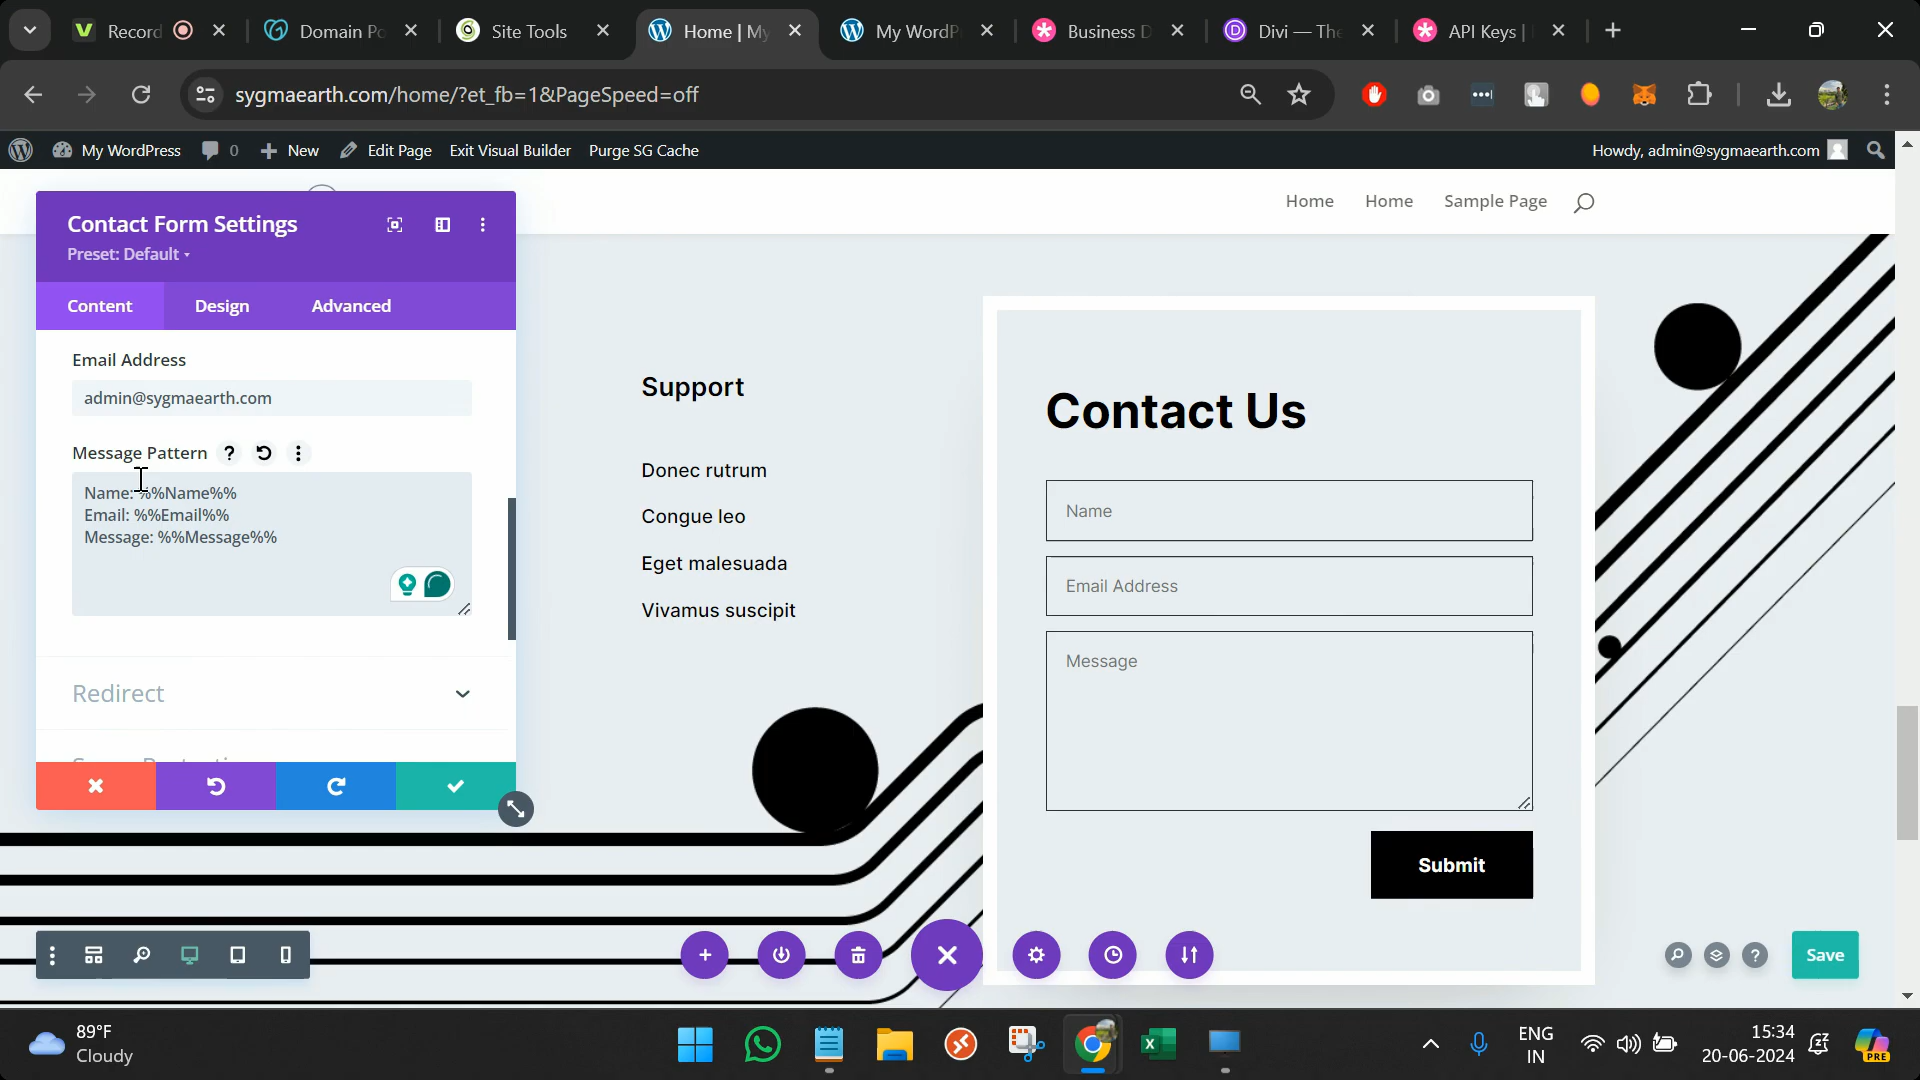 Record
Domain Po
Site Tools
Home | My
My WordP
Business D
Divi — The
API Keys |
sygmaearth.com/home/?et_fb=1&PageSpeed=off
My WordPress
0
New
Edit Page
Exit Visual Builder
Purge SG Cache
Howdy, admin@sygmaearth.com
Home
Home
Sample Page
Contact Form Settings
Preset: Default
Content
Design
Advanced
Email Address
admin@sygmaearth.com
Message Pattern
?
Name: %%Name%%
Email: %%Email%%
Message: %%Message%%
Redirect
Support
Donec rutrum
Congue leo
Eget malesuada
Vivamus suscipit
Contact Us
Name
Email Address
Message
Submit
?
Save
89°F
Cloudy
ENG
IN
15:34
20-06-2024
PRE